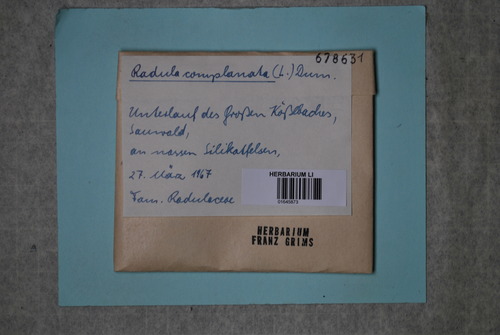 678631
Radula complanata (L.) Dum.
Unterlauf des Großen Kößlbaches,
Sauwald,
an nassen Silikatfelsen,
27. März 1967
Fam. Radulaceae
HERBARIUM LI
HERBARIUM
FRANZ GRIMS